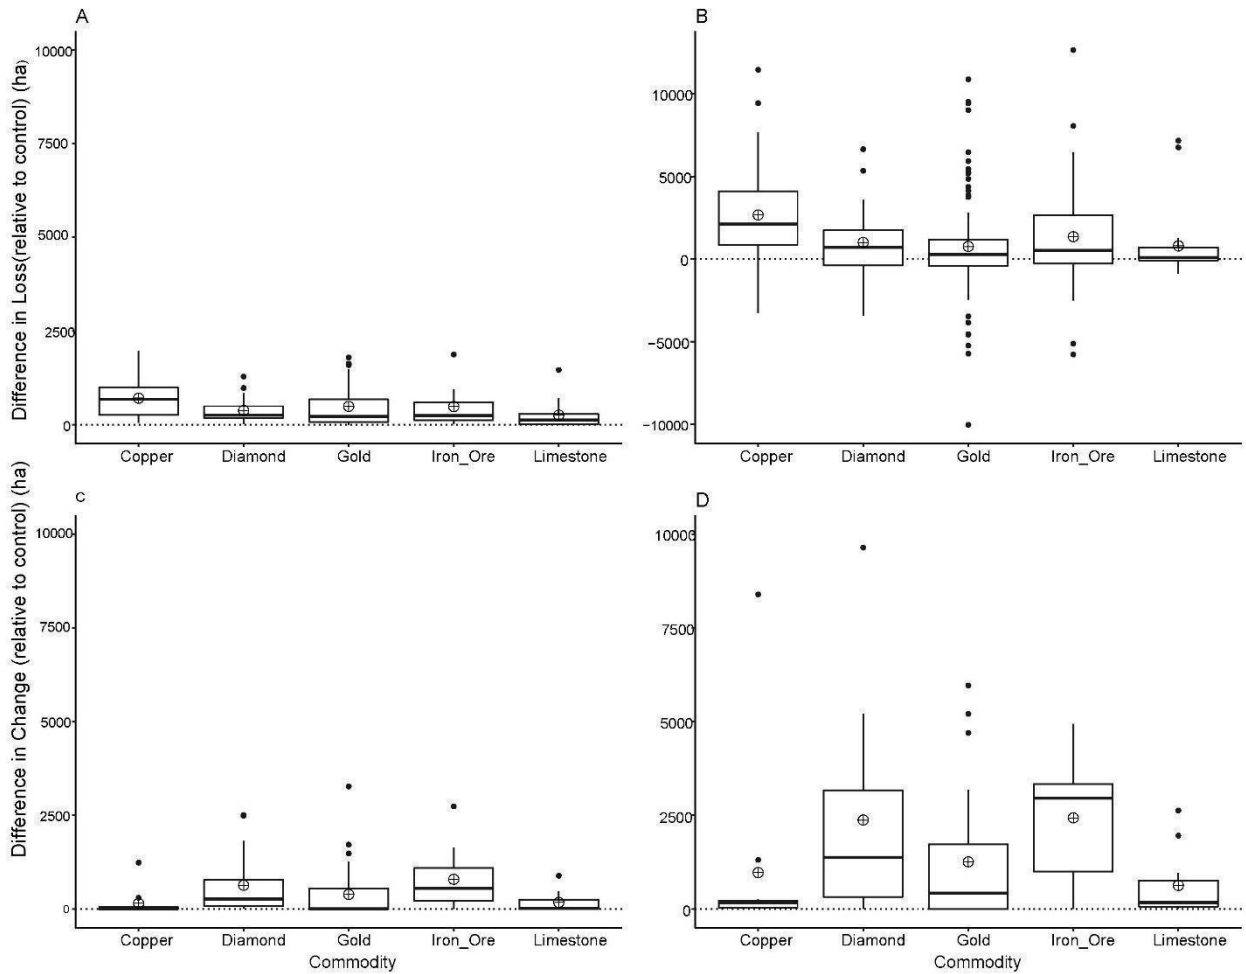 A
B
Difference in Loss(relative to control) (ha)
10000
7500
5000
2500
0
Copper Diamond Gold Iron_Ore Limestone
10000
5000
0
−5000
−10000
Copper Diamond Gold Iron_Ore Limestone
C
D
Difference in Change (relative to control) (ha)
10000
7500
5000
2500
0
Copper Diamond Gold Iron_Ore Limestone
Commodity
10000
7500
5000
2500
0
Copper Diamond Gold Iron_Ore Limestone
Commodity